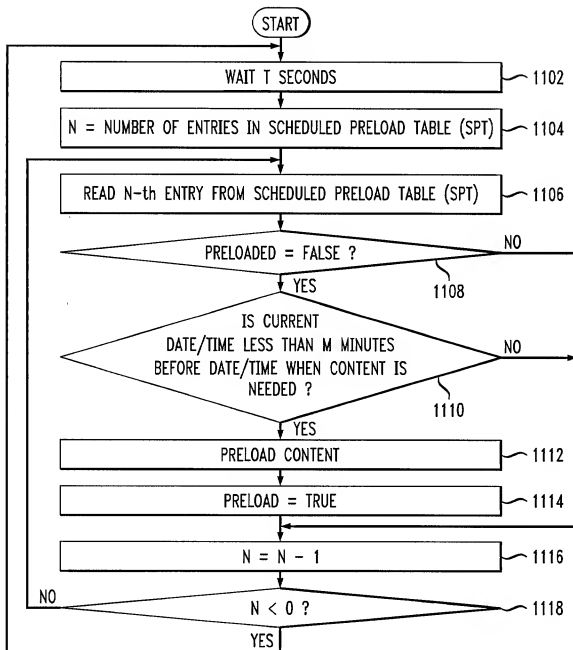 START
WAIT T SECONDS
1102
N = NUMBER OF ENTRIES IN SCHEDULED PRELOAD TABLE (SPT)
1104
READ N-th ENTRY FROM SCHEDULED PRELOAD TABLE (SPT)
1106
PRELOADED = FALSE ?
NO
1108
YES
IS CURRENT
DATE/TIME LESS THAN M MINUTES
BEFORE DATE/TIME WHEN CONTENT IS
NEEDED ?
NO
1110
YES
PRELOAD CONTENT
1112
PRELOAD = TRUE
1114
N = N - 1
1116
NO
N < 0 ?
1118
YES